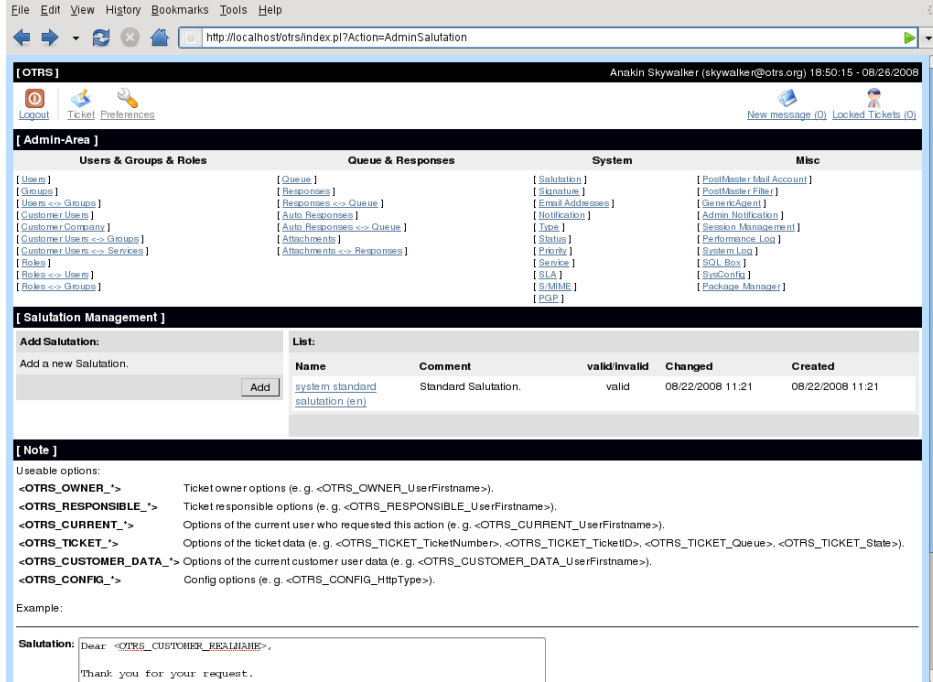 File Edit View History Bookmarks Tools Help
http://localhost/otrs/index.pl?Action=AdminSalutation
[ OTRS ] Anakin Skywalker (skywalker@otrs.org) 18:50:15 - 08/26/2008
Logout Ticket Preferences New message (0) Locked Tickets (0)
[ Admin-Area ]
Users & Groups & Roles Queue & Responses System Misc
[ Users ] [ Queue ] [ Salutation ] [ PostMaster Mail Account ]
[ Groups ] [ Responses ] [ Signature ] [ PostMaster Filter ]
[ Users <-> Groups ] [ Responses <-> Queue ] [ Email Addresses ] [ GenericAgent ]
[ Customer Users ] [ Auto Responses ] [ Notification ] [ Admin Notification ]
[ Customer Company ] [ Auto Responses <-> Queue ] [ Type ] [ Session Management ]
[ Customer Users <-> Groups ] [ Attachments ] [ Status ] [ Performance Log ]
[ Customer Users <-> Services ] [ Attachments <-> Responses ] [ Priority ] [ System Log ]
[ Roles ] [ Service ] [ SQL Box ]
[ Roles <-> Users ] [ SLA ] [ SysConfig ]
[ Roles <-> Groups ] [ S/MIME ] [ Package Manager ]
[ PGP ]
[ Salutation Management ]
Add Salutation: List:
Add a new Salutation.
Name Comment valid/invalid Changed Created
Add system standard salutation (en) Standard Salutation. valid 08/22/2008 11:21 08/22/2008 11:21
[ Note ]
Useable options:
<OTRS_OWNER_*> Ticket owner options (e. g. <OTRS_OWNER_UserFirstname>).
<OTRS_RESPONSIBLE_*> Ticket responsible options (e. g. <OTRS_RESPONSIBLE_UserFirstname>).
<OTRS_CURRENT_*> Options of the current user who requested this action (e. g. <OTRS_CURRENT_UserFirstname>).
<OTRS_TICKET_*> Options of the ticket data (e. g. <OTRS_TICKET_TicketNumber>, <OTRS_TICKET_TicketID>, <OTRS_TICKET_Queue>, <OTRS_TICKET_State>).
<OTRS_CUSTOMER_DATA_*> Options of the current customer user data (e. g. <OTRS_CUSTOMER_DATA_UserFirstname>).
<OTRS_CONFIG_*> Config options (e. g. <OTRS_CONFIG_HttpType>).
Example:
Salutation: Dear <OTRS_CUSTOMER_REALNAME>,
Thank you for your request.